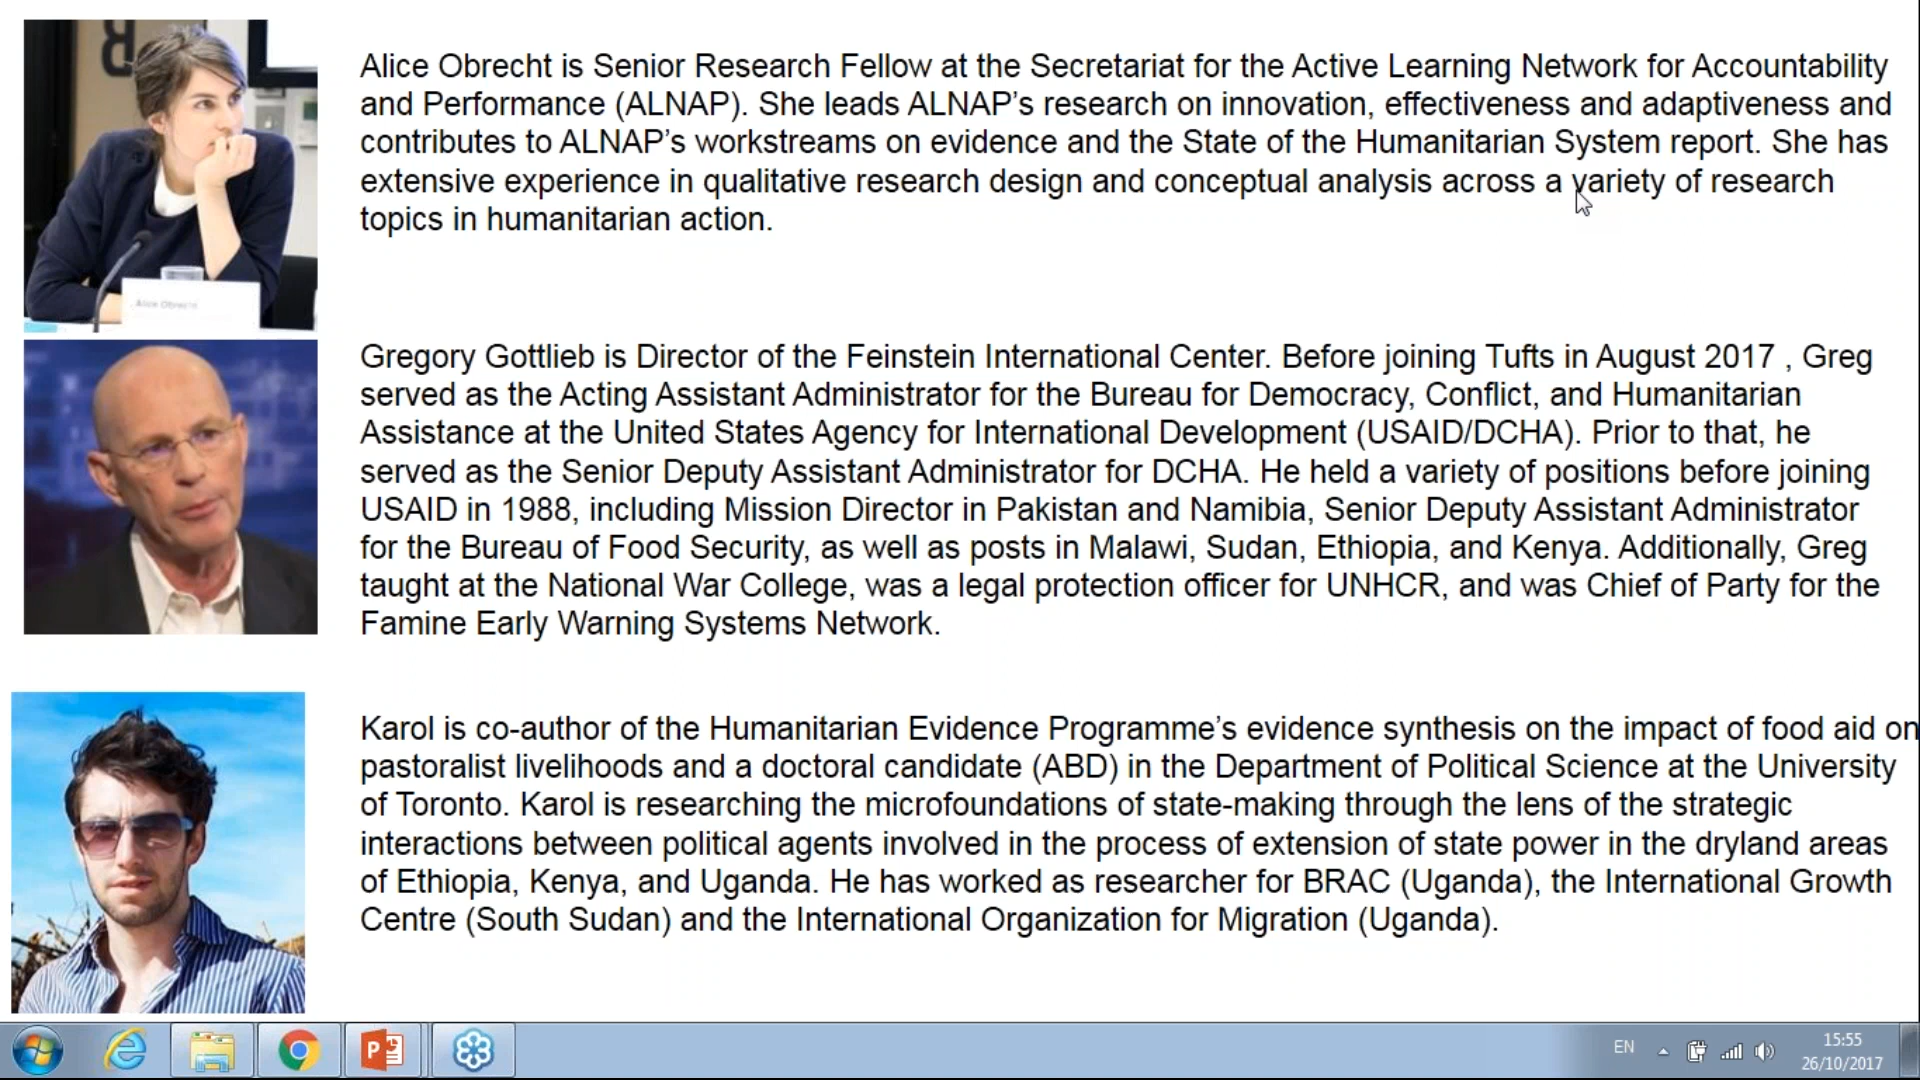 Alice Obrecht is Senior Research Fellow at the Secretariat for the Active Learning Network for Accountability
and Performance (ALNAP). She leads ALNAP’s research on innovation, effectiveness and adaptiveness and
contributes to ALNAP’s workstreams on evidence and the State of the Humanitarian System report. She has
extensive experience in qualitative research design and conceptual analysis across a variety of research
topics in humanitarian action.
Alice Obrecht
Gregory Gottlieb is Director of the Feinstein International Center. Before joining Tufts in August 2017 , Greg
served as the Acting Assistant Administrator for the Bureau for Democracy, Conflict, and Humanitarian
Assistance at the United States Agency for International Development (USAID/DCHA). Prior to that, he
served as the Senior Deputy Assistant Administrator for DCHA. He held a variety of positions before joining
USAID in 1988, including Mission Director in Pakistan and Namibia, Senior Deputy Assistant Administrator
for the Bureau of Food Security, as well as posts in Malawi, Sudan, Ethiopia, and Kenya. Additionally, Greg
taught at the National War College, was a legal protection officer for UNHCR, and was Chief of Party for the
Famine Early Warning Systems Network.
Karol is co-author of the Humanitarian Evidence Programme’s evidence synthesis on the impact of food aid on
pastoralist livelihoods and a doctoral candidate (ABD) in the Department of Political Science at the University
of Toronto. Karol is researching the microfoundations of state-making through the lens of the strategic
interactions between political agents involved in the process of extension of state power in the dryland areas
of Ethiopia, Kenya, and Uganda. He has worked as researcher for BRAC (Uganda), the International Growth
Centre (South Sudan) and the International Organization for Migration (Uganda).
EN
15:55
26/10/2017